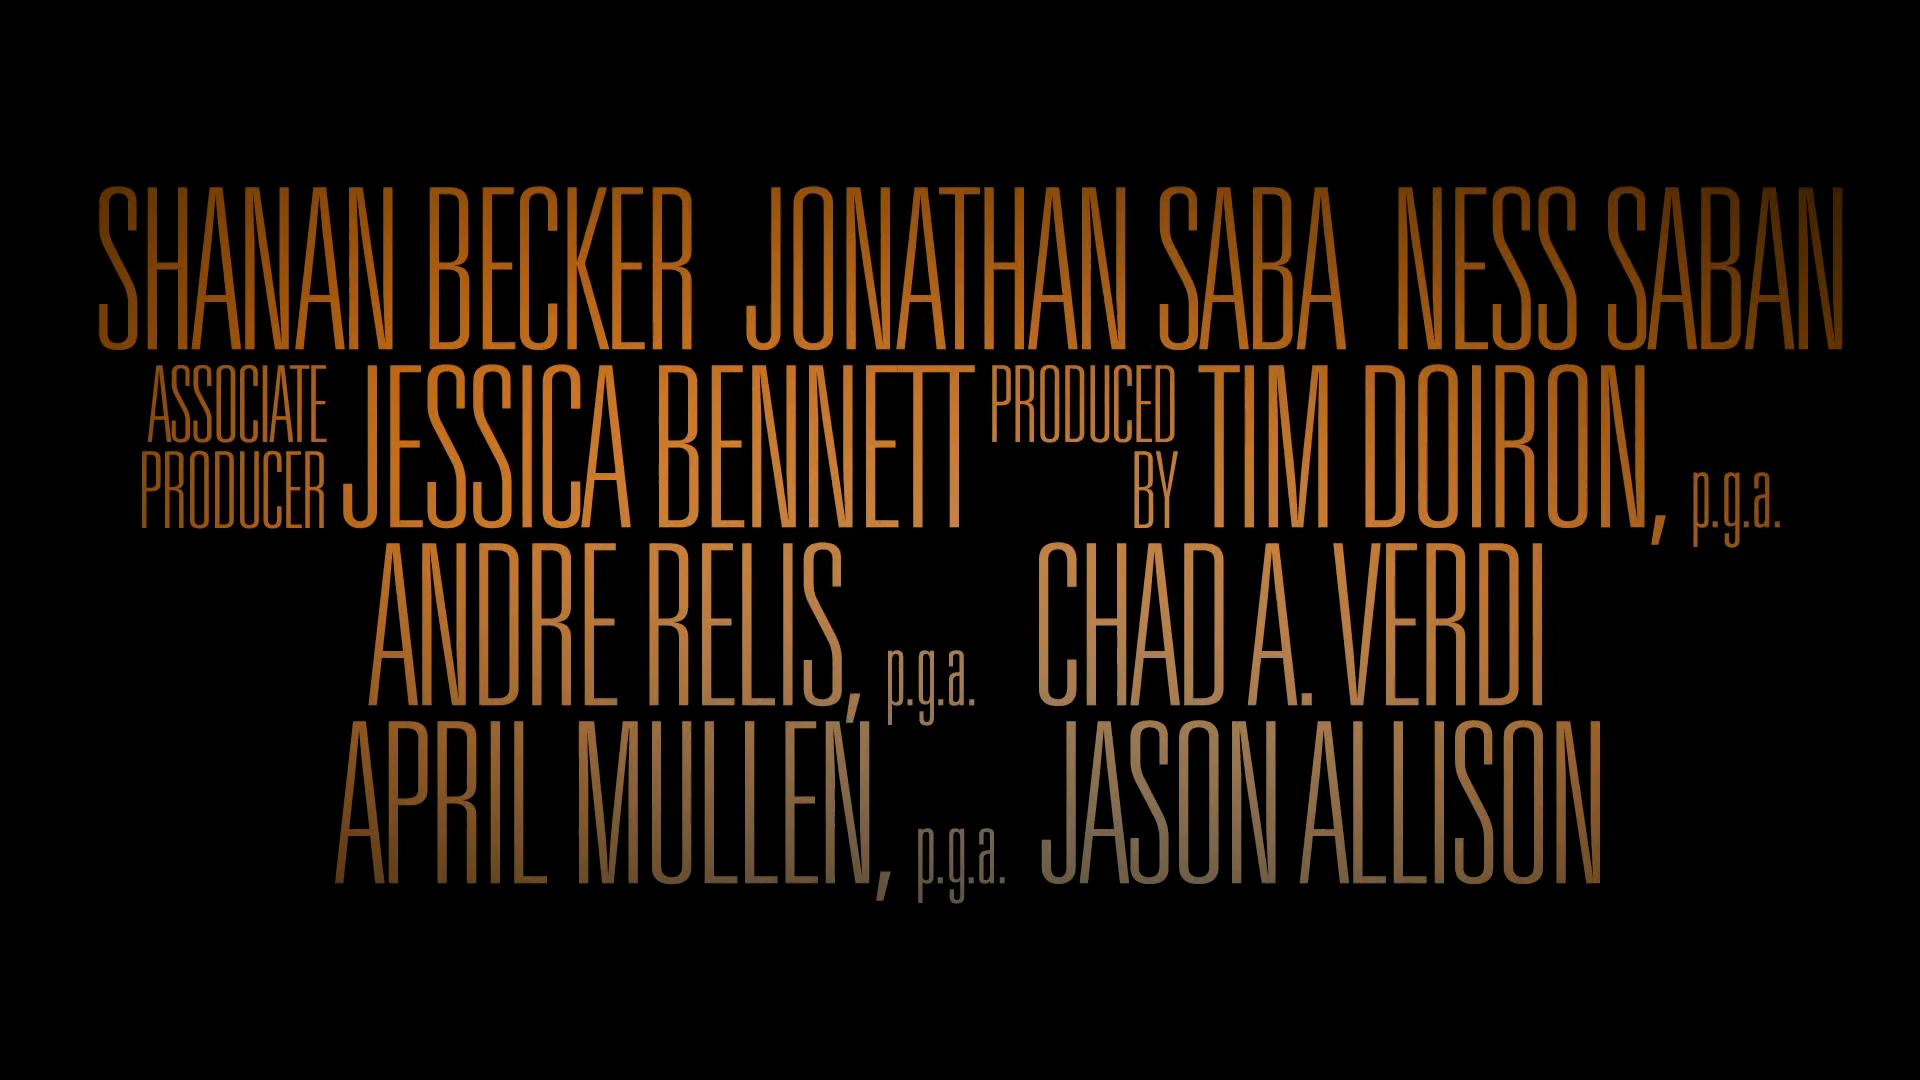 SHANAN BECKER JONATHAN SABA NESS SABAN
ASSOCIATE PRODUCER JESSICA BENNETT PRODUCED BY TIM DOIRON, p.g.a.
ANDRE RELIS, p.g.a. CHAD A. VERDI
APRIL MULLEN, p.g.a. JASON ALLISON